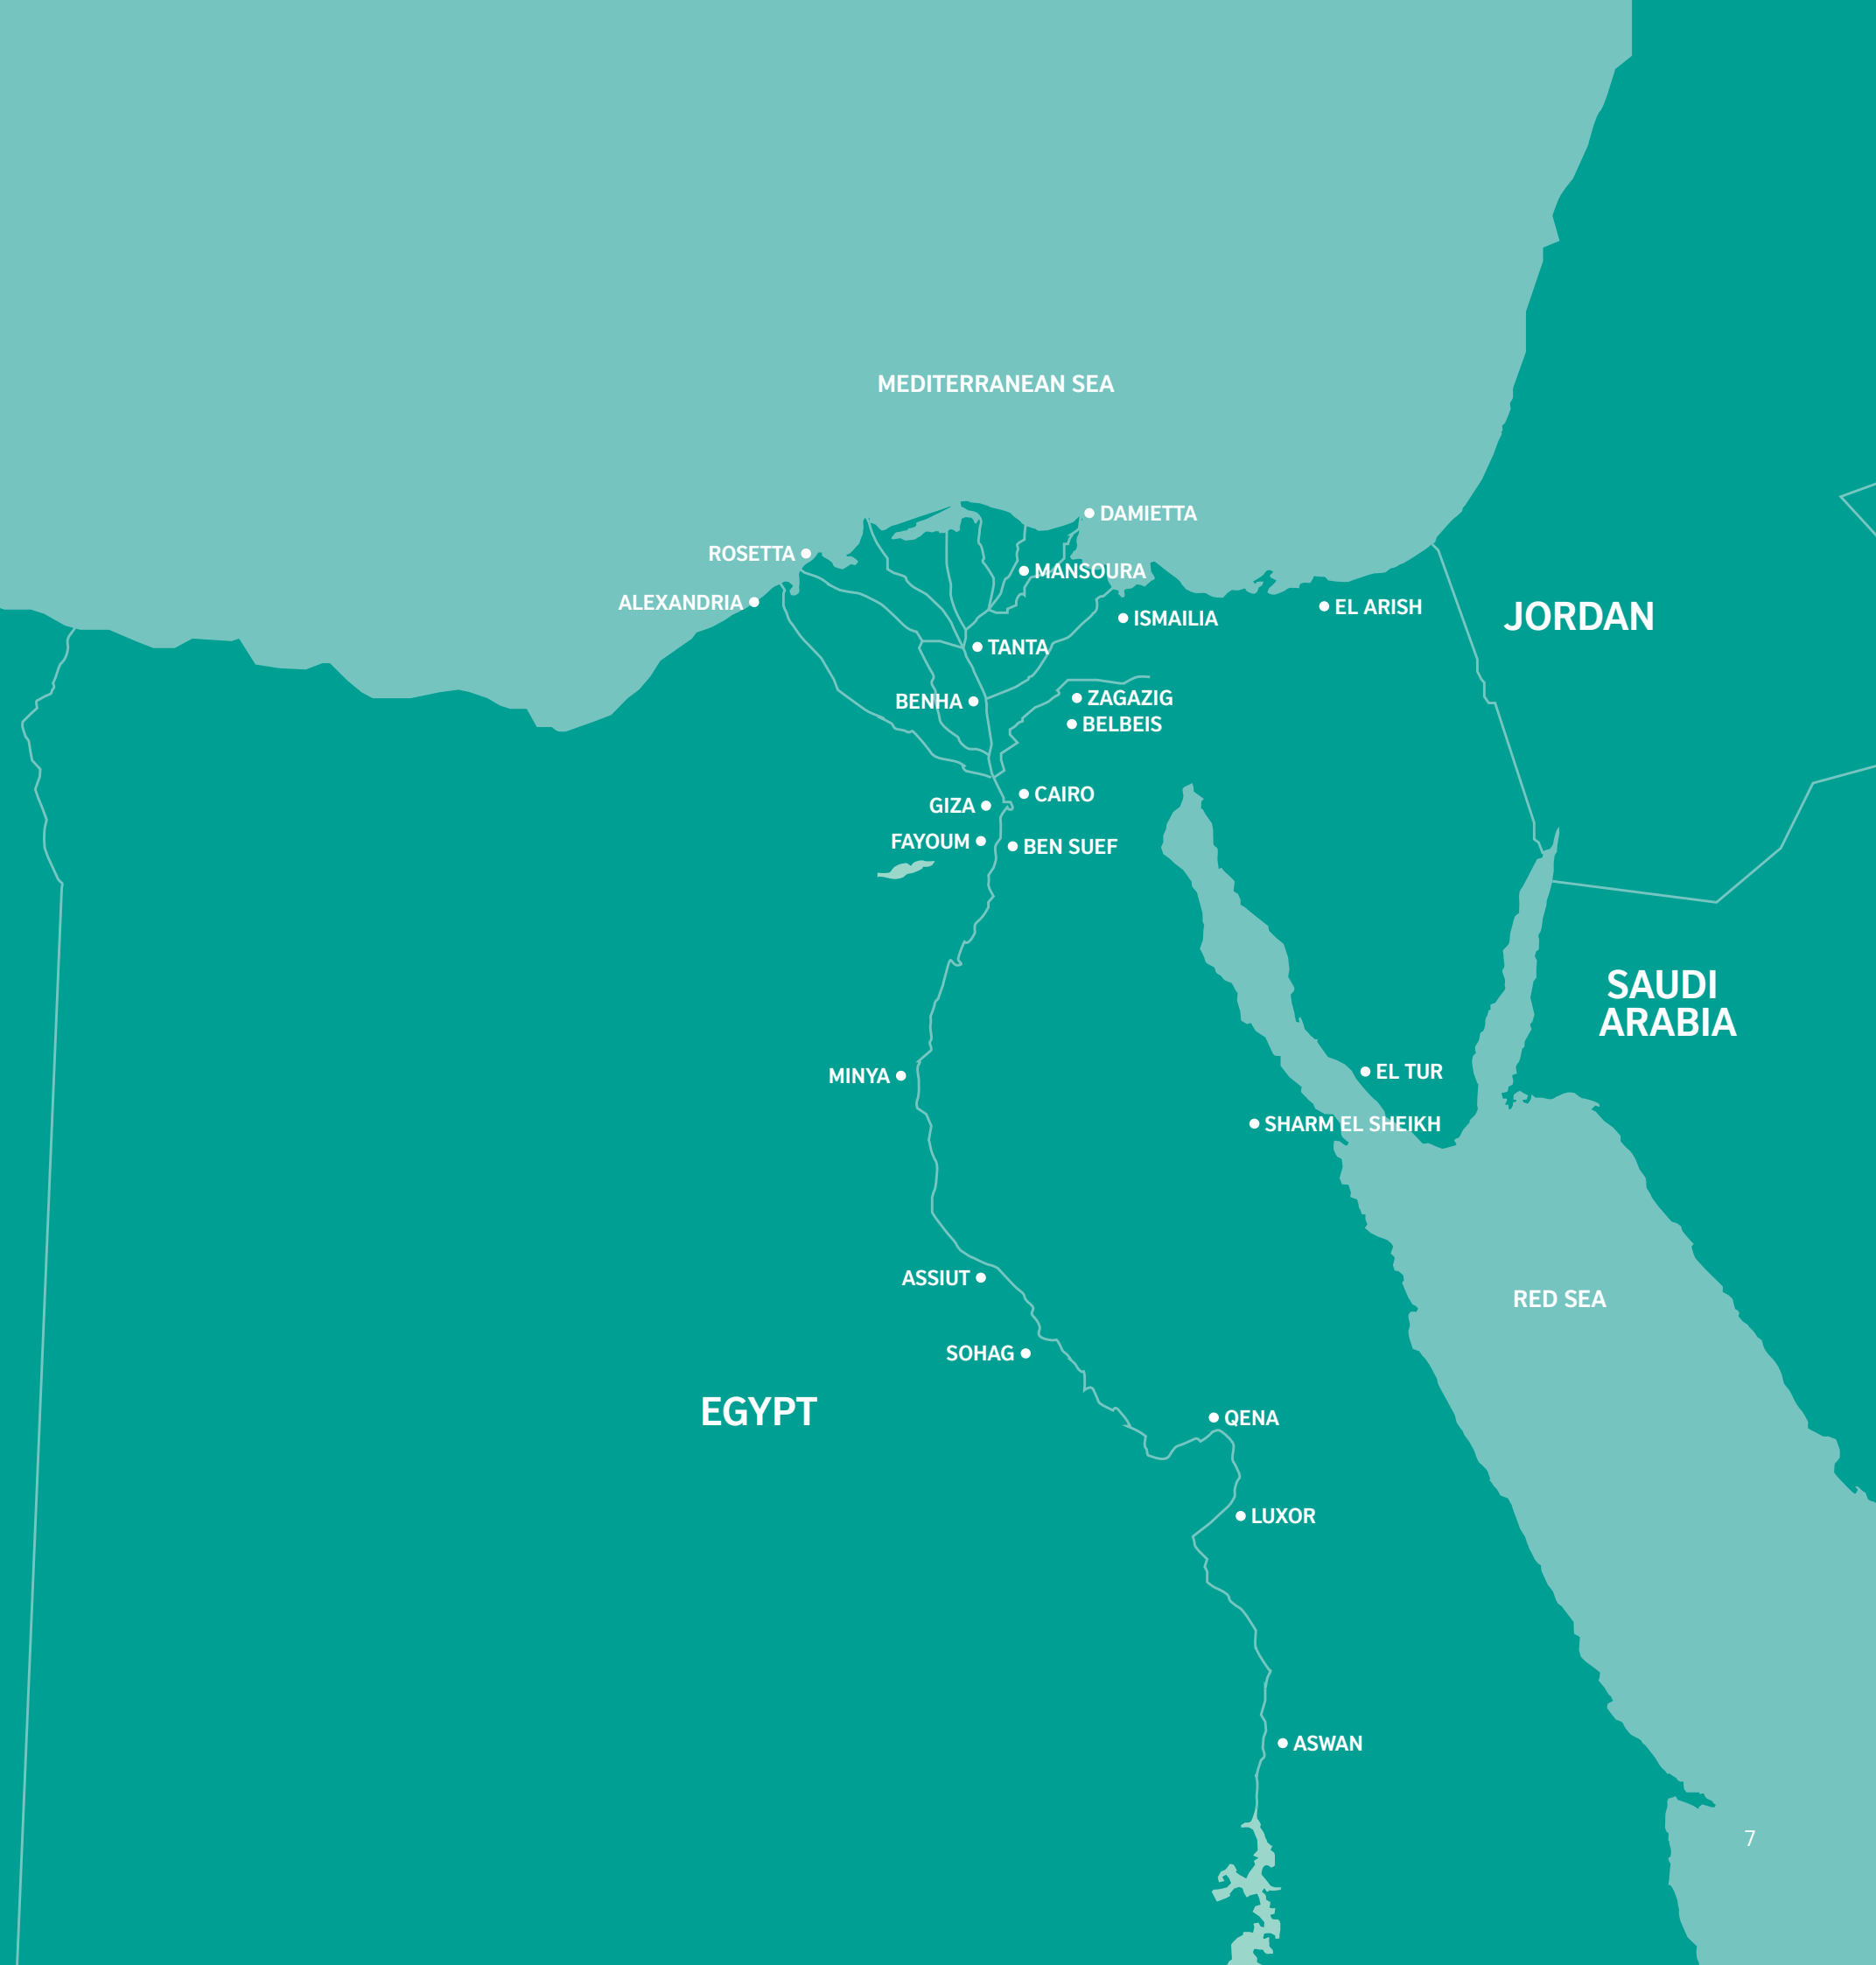 MEDITERRANEAN SEA
DAMIETTA
ROSETTA
MANSOURA
ALEXANDRIA
EL ARISH
JORDAN
ISMAILIA
TANTA
BENHA
ZAGAZIG
BELBEIS
CAIRO
GIZA
FAYOUM
BEN SUEF
SAUDI
ARABIA
EL TUR
MINYA
SHARM EL SHEIKH
ASSIUT
RED SEA
SOHAG
EGYPT
QENA
LUXOR
ASWAN
7